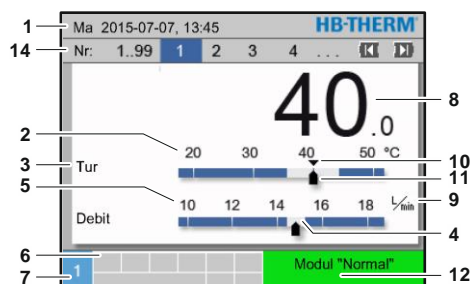 1 Ma 2015-07-07, 13:45 HB-THERM®
14 Nr: 1..99 1 2 3 4 ...
40.0 8
2 20 30 40 50 °C 10
3 Tur 11
5 10 12 14 16 18 L/min 9
Debit 4
6 Modul "Normal"
7 1 12